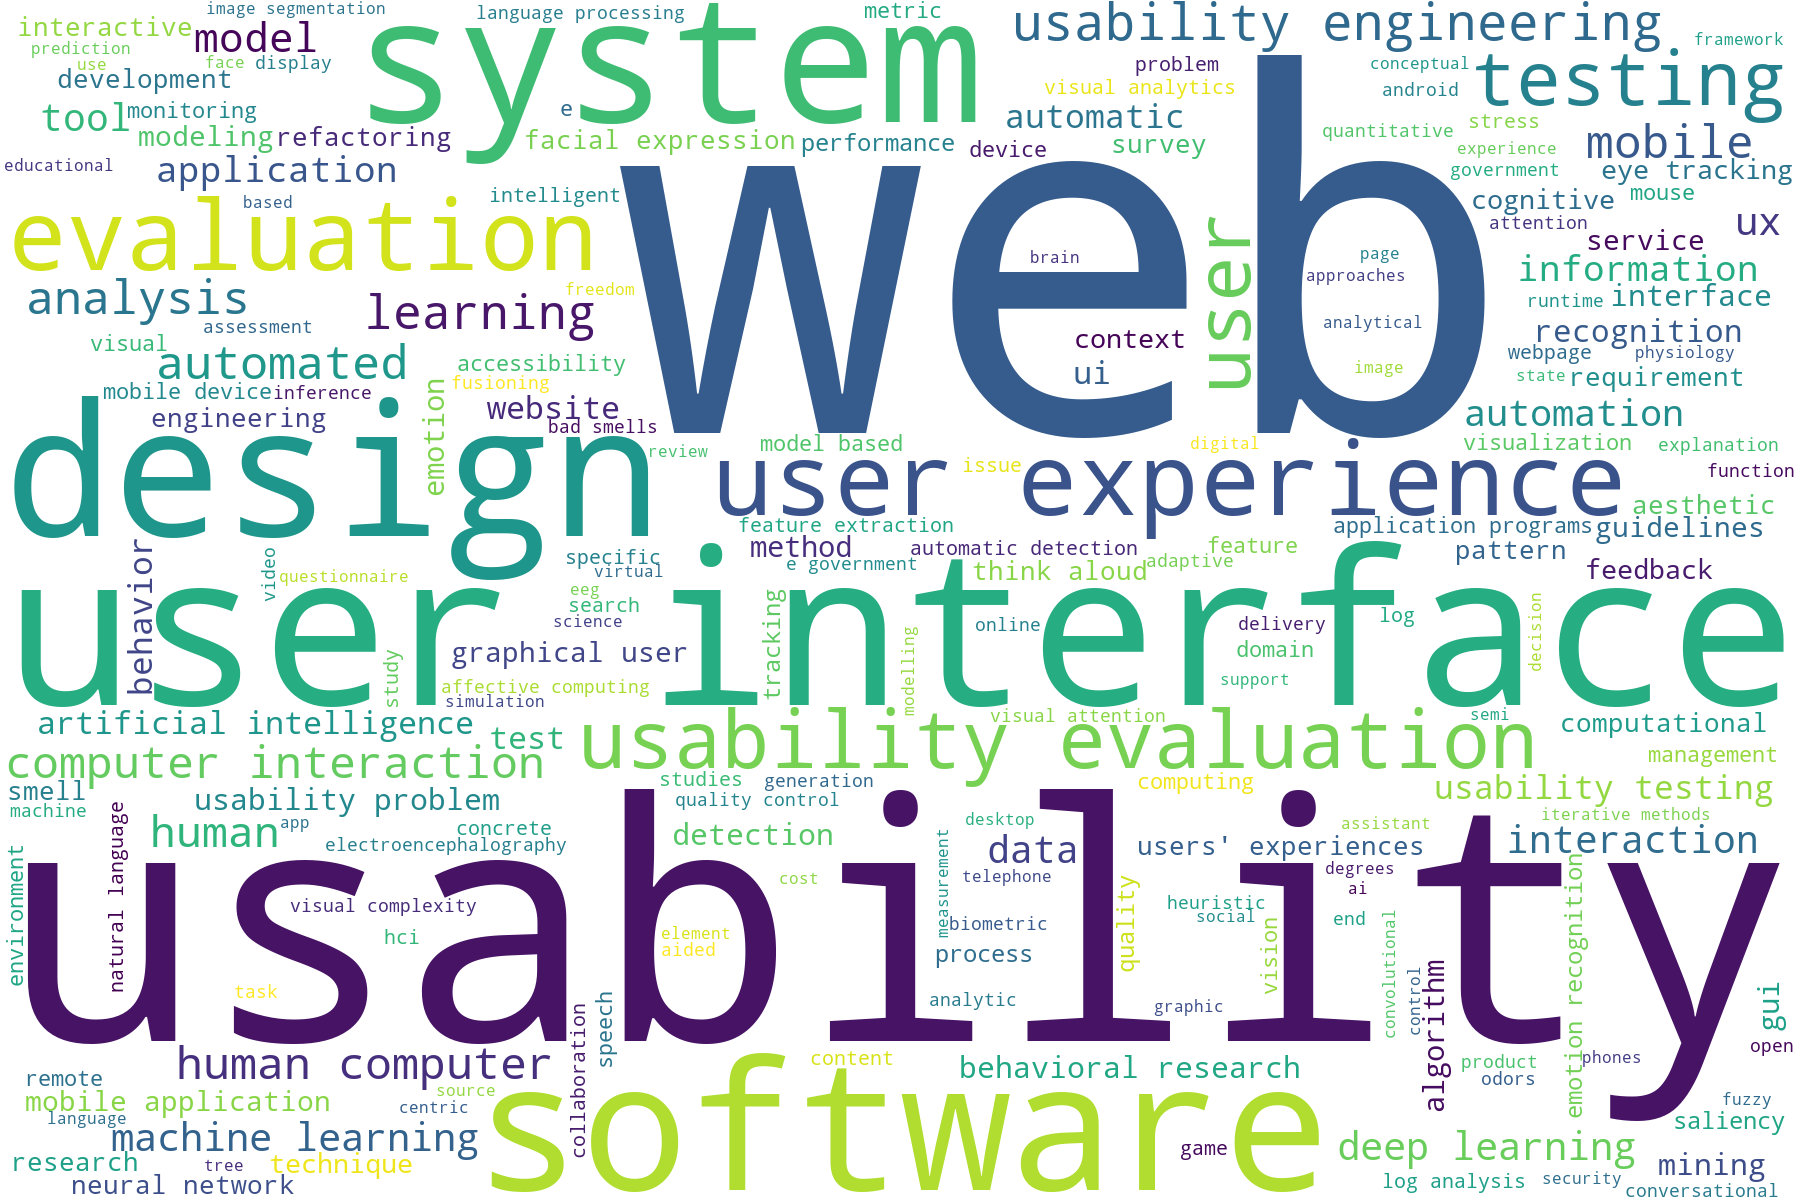 image segmentation
language processing
metric
usability engineering
interactive
model
system
framework
prediction
use
face
display
problem
conceptual
testing
development
visual analytics
android
tool
monitoring
e
automatic
quantitative
stress
modeling
refactoring
facial expression
performance
device
survey
mobile
experience
educational
application
government
eye tracking
based
intelligent
web
cognitive
mouse
evaluation
user
attention
ux
brain
page
service
analysis
freedom
approaches
information
learning
runtime
interface
assessment
context
analytical
recognition
visual
automated
accessibility
ui
image
webpage
physiology
mobile device
inference
fusioning
state
requirement
engineering
emotion
website
automation
bad smells
design
review
model based
digital
visualization
explanation
user experience
issue
function
aesthetic
feature extraction
application programs
guidelines
behavior
video
specific
method
automatic detection
feature
pattern
questionnaire
virtual
e government
think aloud
adaptive
feedback
user interface
eeg
search
science
tracking
online
delivery
log
decision
graphical user
study
modelling
domain
affective computing
support
simulation
artificial intelligence
visual attention
semi
computational
computer interaction
test
usability evaluation
management
smell
studies
generation
computing
usability testing
machine
usability problem
quality control
iterative methods
natural language
human
app
concrete
desktop
assistant
electroencephalography
detection
measurement
data
users' experiences
interaction
environment
usability
cost
telephone
degrees
ai
emotion recognition
visual complexity
quality
heuristic
social
end
hci
element
aided
biometric
process
vision
convolutional
task
analytic
graphic
control
algorithm
gui
collaboration
speech
open
human computer
content
behavioral research
product
phones
remote
source
odors
mobile application
centric
software
fuzzy
language
saliency
machine learning
game
deep learning
research
tree
technique
mining
neural network
log analysis
security
conversational